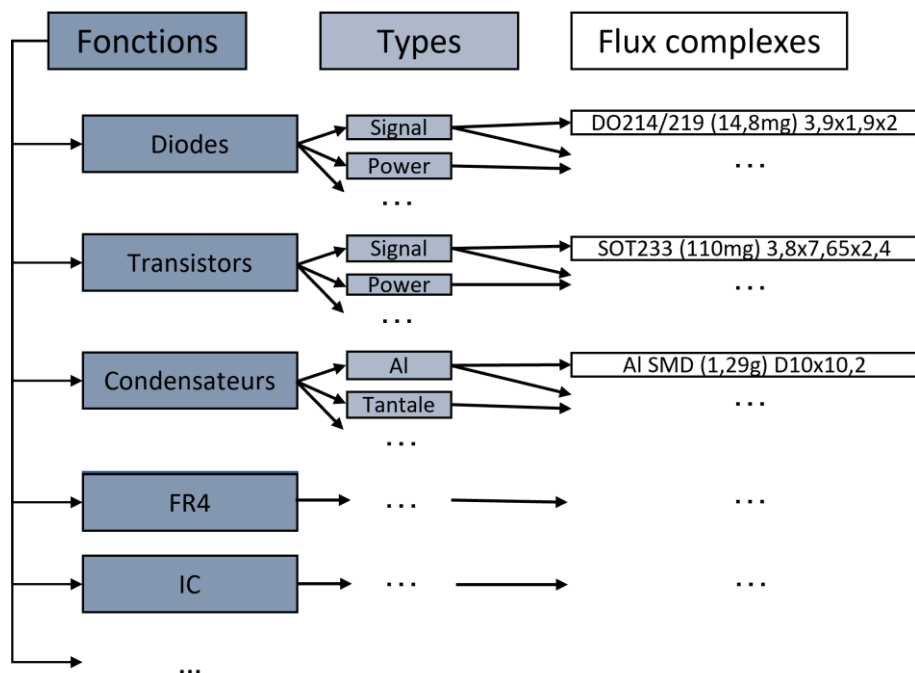 Fonctions Types Flux complexes
Diodes
Signal
Power
...
DO214/219 (14,8mg) 3,9x1,9x2
...
Transistors
Signal
Power
...
SOT233 (110mg) 3,8x7,65x2,4
...
Condensateurs
Al
Tantale
...
Al SMD (1,29g) D10x10,2
...
FR4 ... ...
IC ... ...
...